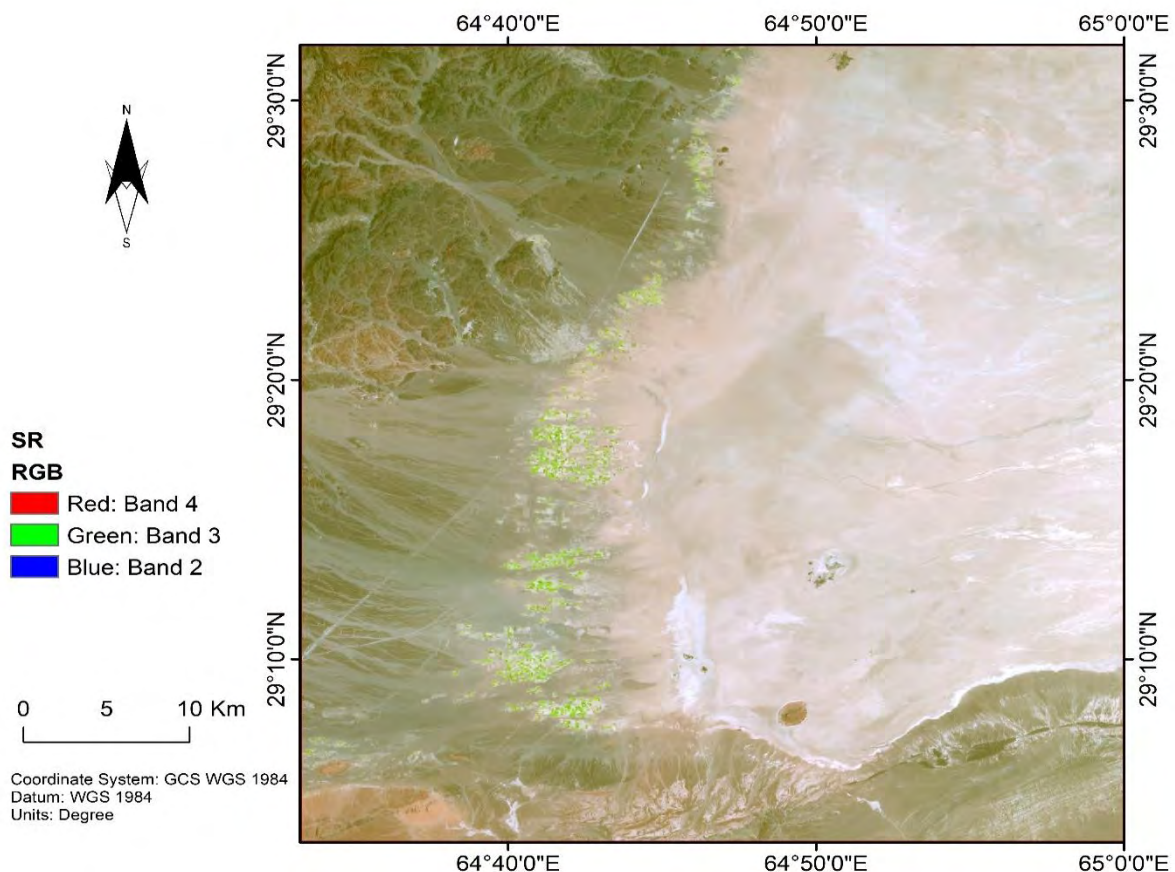 64°40'0"E
64°50'0"E
65°0'0"E
29°30'0"N
29°30'0"N
N
S
29°20'0"N
29°20'0"N
SR
RGB
Red: Band 4
Green: Band 3
Blue: Band 2
29°10'0"N
29°10'0"N
0 5 10 Km
Coordinate System: GCS WGS 1984
Datum: WGS 1984
Units: Degree
64°40'0"E
64°50'0"E
65°0'0"E